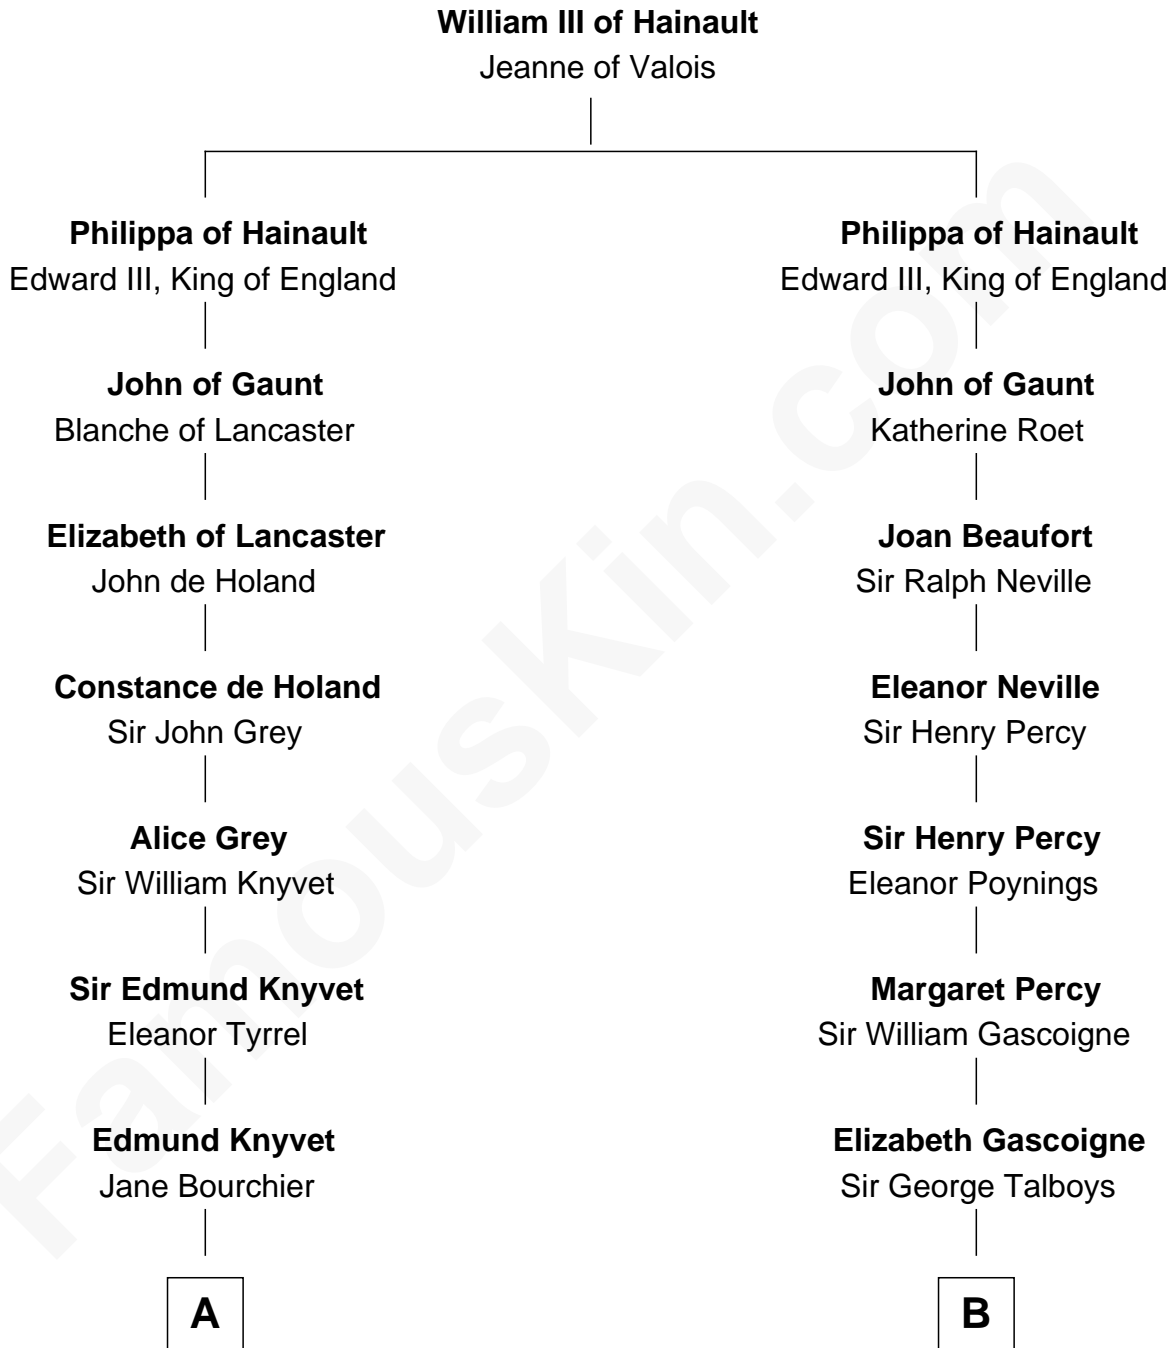 William III of Hainault
Jeanne of Valois
Philippa of Hainault
Edward III, King of England
John of Gaunt
Blanche of Lancaster
Elizabeth of Lancaster
John de Holand
Constance de Holand
Sir John Grey
Alice Grey
Sir William Knyvet
Sir Edmund Knyvet
Eleanor Tyrrel
Edmund Knyvet
Jane Bourchier
A
Philippa of Hainault
Edward III, King of England
John of Gaunt
Katherine Roet
Joan Beaufort
Sir Ralph Neville
Eleanor Neville
Sir Henry Percy
Sir Henry Percy
Eleanor Poynings
Margaret Percy
Sir William Gascoigne
Elizabeth Gascoigne
Sir George Talboys
B
FamousKin.com